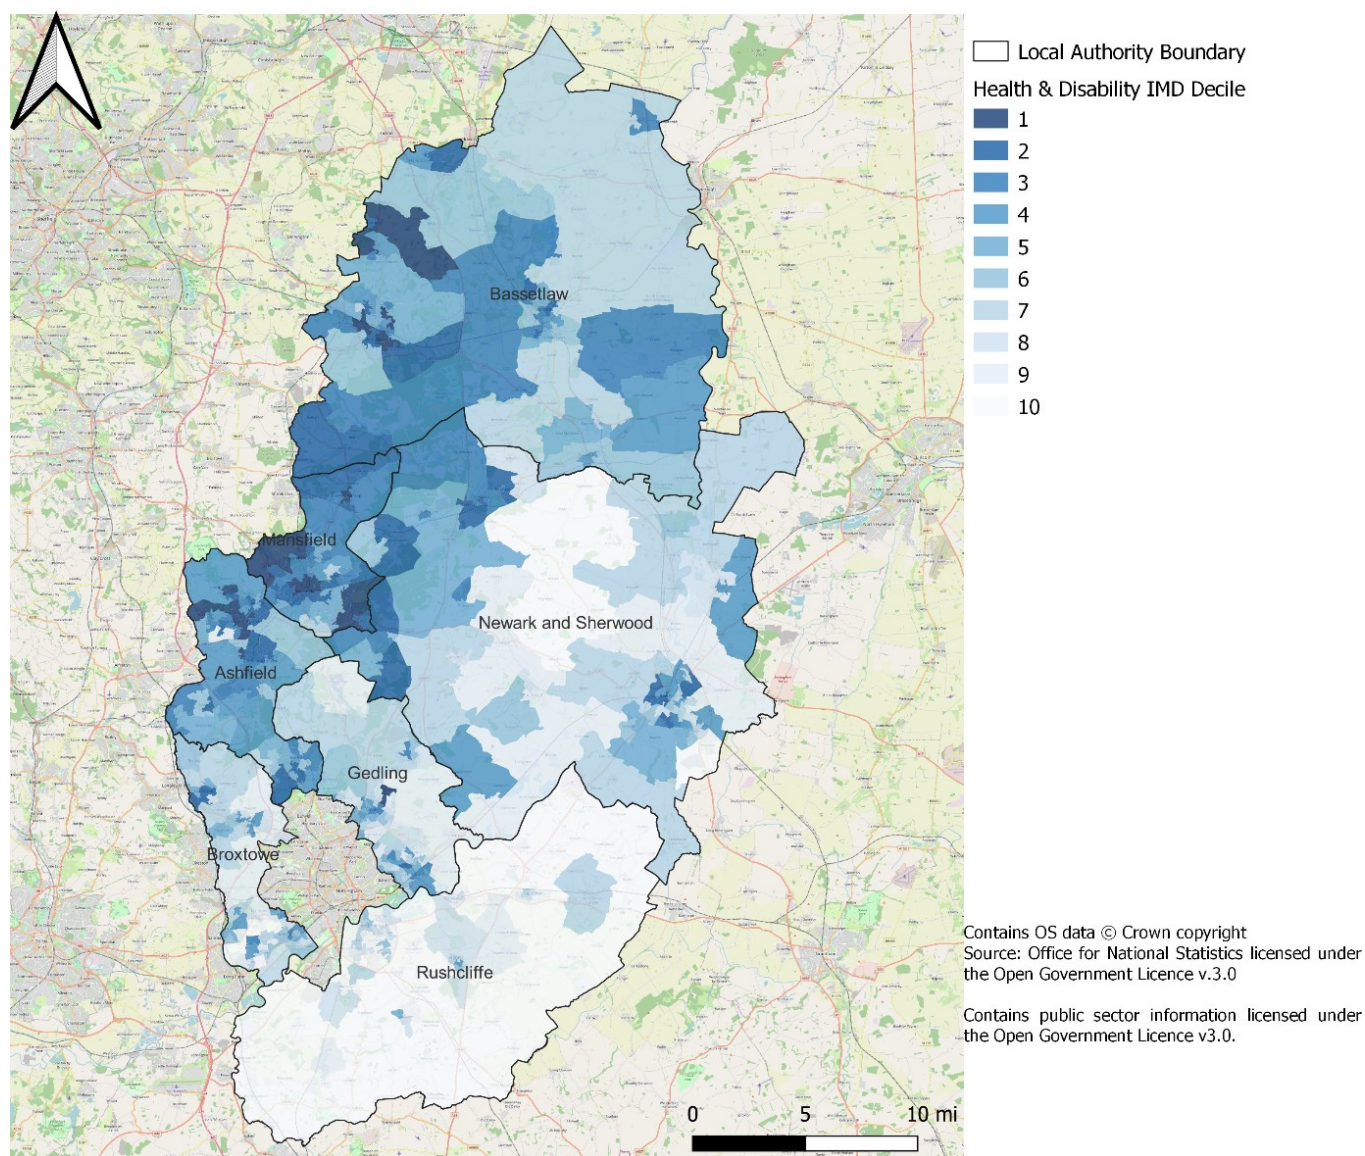 Local Authority Boundary
Health & Disability IMD Decile
1
2
3
4
5
6
7
8
9
10
Bassetlaw
Mansfield
Newark and Sherwood
Ashfield
Gedling
Broxtowe
Rushcliffe
Contains OS data © Crown copyright
Source: Office for National Statistics licensed under
the Open Government Licence v.3.0
Contains public sector information licensed under
the Open Government Licence v3.0.
0 5 10 mi